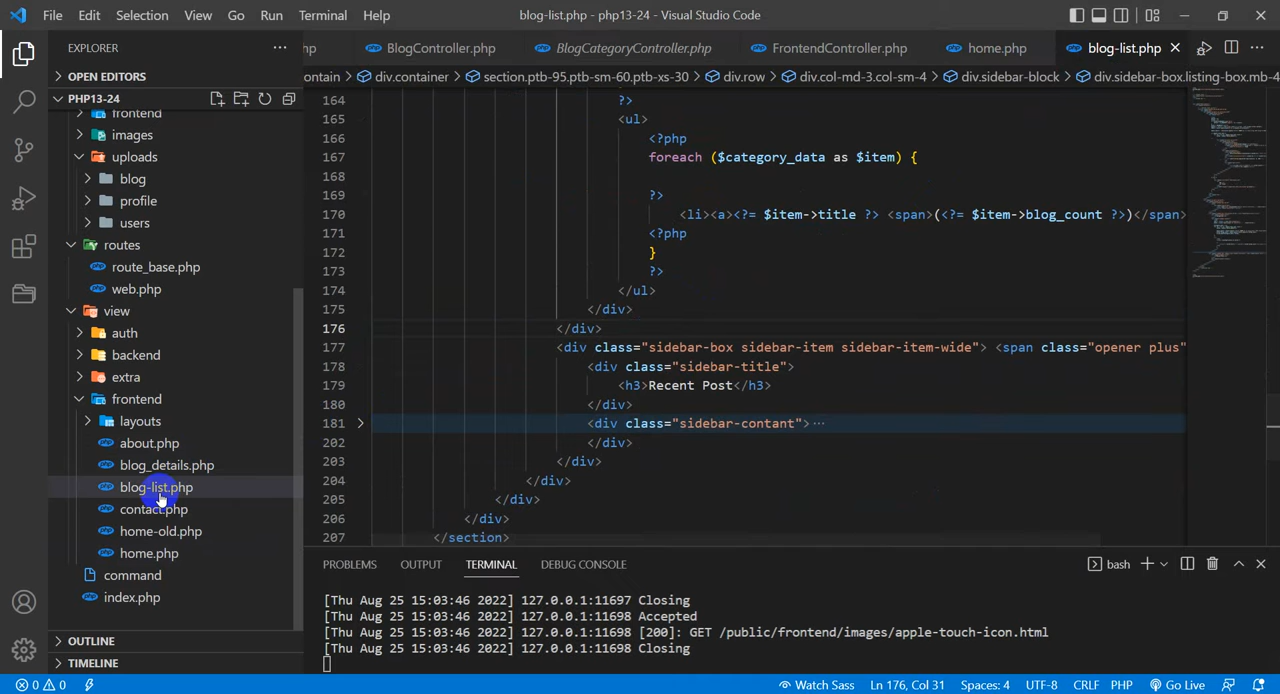 File Edit Selection View Go Run Terminal Help blog-list.php - php13-24 - Visual Studio Code
EXPLORER
OPEN EDITORS
PHP13-24
frontend
images
uploads
blog
profile
users
routes
route_base.php
web.php
view
auth
backend
extra
frontend
layouts
about.php
blog_details.php
blog-list.php
contact.php
home-old.php
home.php
command
index.php
OUTLINE
TIMELINE
hp BlogController.php BlogCategoryController.php FrontendController.php home.php blog-list.php
ontain > div.container > section.ptb-95.ptb-sm-60.ptb-xs-30 > div.row > div.col-md-3.col-sm-4 > div.sidebar-block > div.sidebar-box.listing-box.mb-4
164 ?>
165 <ul>
166 <?php
167 foreach ($category_data as $item) {
168
169 ?>
170 <li><a><?= $item->title ?> <span>(<?= $item->blog_count ?>)</span>
171 <?php
172 }
173 ?>
174 </ul>
175 </div>
176 </div>
177 <div class="sidebar-box sidebar-item sidebar-item-wide"> <span class="opener plus"
178 <div class="sidebar-title">
179 <h3>Recent Post</h3>
180 </div>
181 <div class="sidebar-contant"> ···
202 </div>
203 </div>
204 </div>
205 </div>
206 </div>
207 </section>
PROBLEMS OUTPUT TERMINAL DEBUG CONSOLE bash
[Thu Aug 25 15:03:46 2022] 127.0.0.1:11697 Closing
[Thu Aug 25 15:03:46 2022] 127.0.0.1:11698 Accepted
[Thu Aug 25 15:03:46 2022] 127.0.0.1:11698 [200]: GET /public/frontend/images/apple-touch-icon.html
[Thu Aug 25 15:03:46 2022] 127.0.0.1:11698 Closing
0 0 Watch Sass Ln 176, Col 31 Spaces: 4 UTF-8 CRLF PHP Go Live